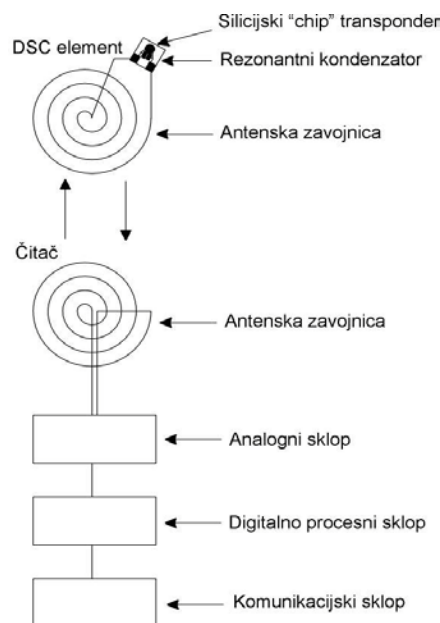 Silicijski “chip” transponder
DSC element
Rezonantni kondenzator
Antenska zavojnica
Čitač
Antenska zavojnica
Analogni sklop
Digitalno procesni sklop
Komunikacijski sklop